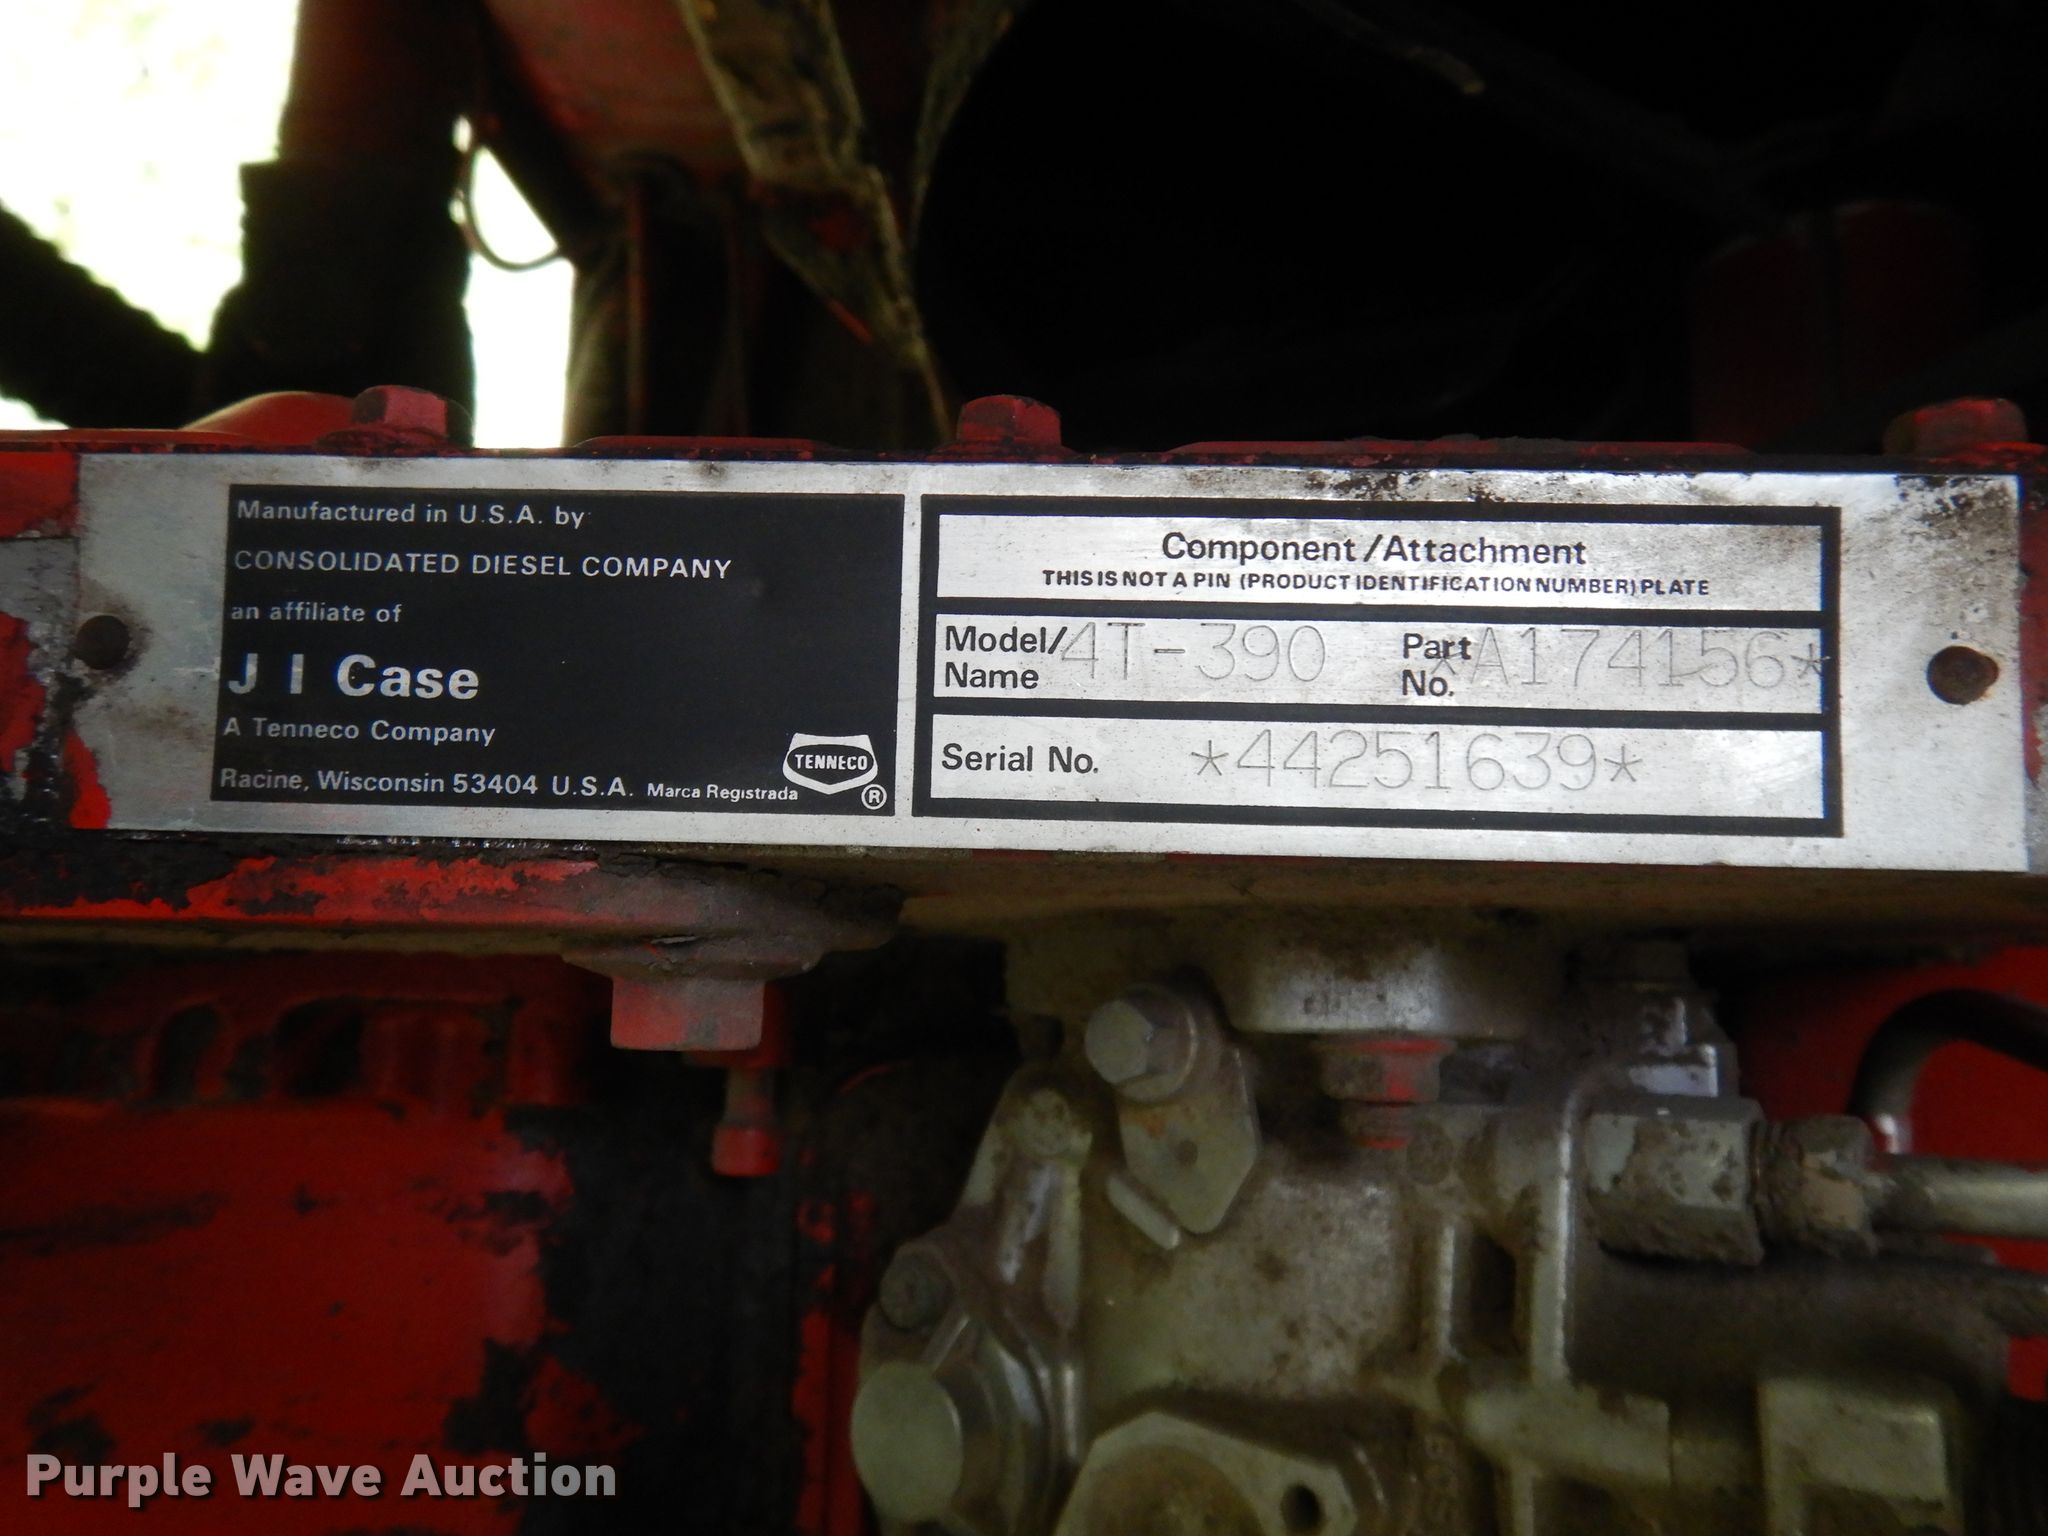 Manufactured in U.S.A. by
CONSOLIDATED DIESEL COMPANY
an affiliate of
J I Case
A Tenneco Company
Racine, Wisconsin 53404 U.S.A. Marca Registrada
TENNECO
®
Component/Attachment
THIS IS NOT A PIN (PRODUCT IDENTIFICATION NUMBER) PLATE
Model/Name 4T-390 Part No. *A174156*
Serial No. *44251639*
Purple Wave Auction